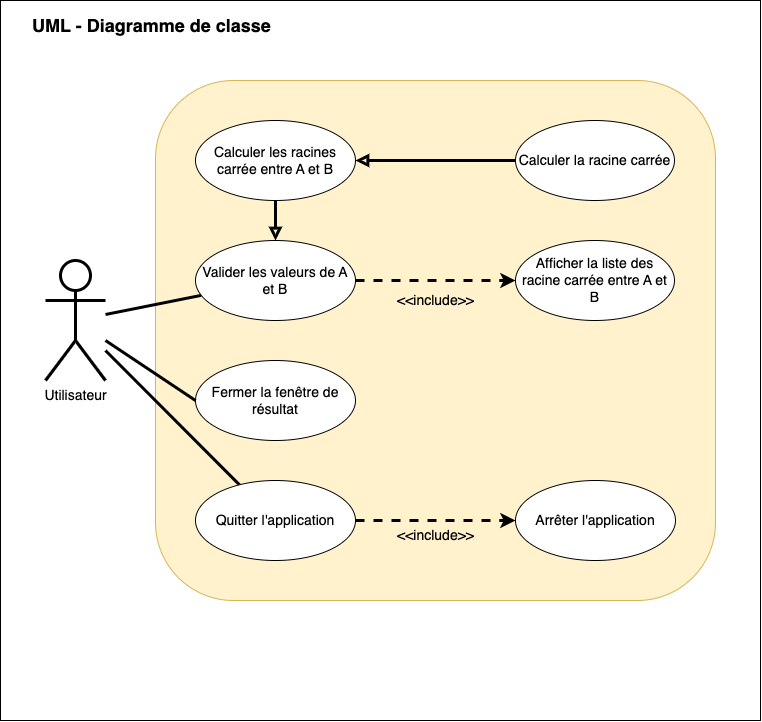 UML - Diagramme de classe
Calculer les racines
carrée entre A et B
Calculer la racine carrée
Valider les valeurs de A
et B
<<include>>
Afficher la liste des
racine carrée entre A et
B
Utilisateur
Fermer la fenêtre de
résultat
Quitter l'application
<<include>>
Arrêter l'application